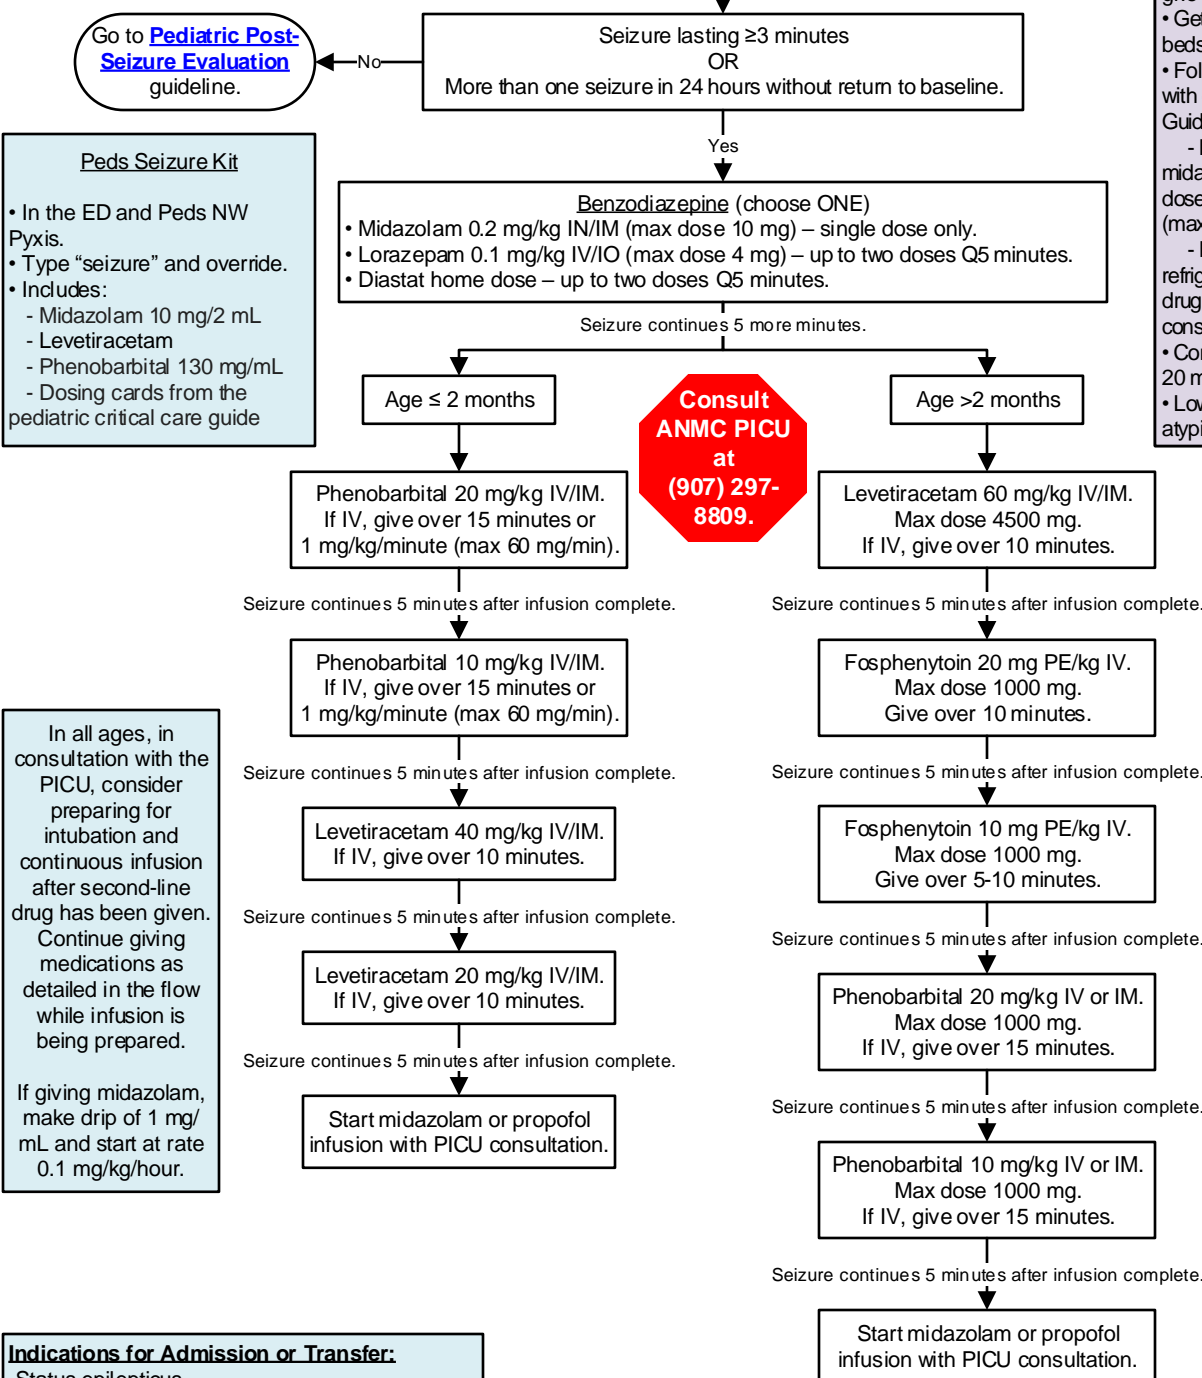 Go to Pediatric Post-
Seizure Evaluation
guideline.
No
Seizure lasting ≥3 minutes
OR
More than one seizure in 24 hours without return to baseline.
Yes
• Get
beds
• Fol
with
Guid
- 
mida
dose
(max
- 
refrig
drug
cons
• Con
20 m
• Low
atypi
Peds Seizure Kit
• In the ED and Peds NW
Pyxis.
• Type “seizure” and override.
• Includes:
- Midazolam 10 mg/2 mL
- Levetiracetam
- Phenobarbital 130 mg/mL
- Dosing cards from the
pediatric critical care guide
Benzodiazepine (choose ONE)
• Midazolam 0.2 mg/kg IN/IM (max dose 10 mg) – single dose only.
• Lorazepam 0.1 mg/kg IV/IO (max dose 4 mg) – up to two doses Q5 minutes.
• Diastat home dose – up to two doses Q5 minutes.
Seizure continues 5 more minutes.
Age ≤ 2 months
Consult
ANMC PICU
at
(907) 297-
8809.
Age >2 months
Phenobarbital 20 mg/kg IV/IM.
If IV, give over 15 minutes or
1 mg/kg/minute (max 60 mg/min).
Seizure continues 5 minutes after infusion complete.
Phenobarbital 10 mg/kg IV/IM.
If IV, give over 15 minutes or
1 mg/kg/minute (max 60 mg/min).
Seizure continues 5 minutes after infusion complete.
Levetiracetam 40 mg/kg IV/IM.
If IV, give over 10 minutes.
Seizure continues 5 minutes after infusion complete.
Levetiracetam 20 mg/kg IV/IM.
If IV, give over 10 minutes.
Seizure continues 5 minutes after infusion complete.
Start midazolam or propofol
infusion with PICU consultation.
Levetiracetam 60 mg/kg IV/IM.
Max dose 4500 mg.
If IV, give over 10 minutes.
Seizure continues 5 minutes after infusion complete.
Fosphenytoin 20 mg PE/kg IV.
Max dose 1000 mg.
Give over 10 minutes.
Seizure continues 5 minutes after infusion complete.
Fosphenytoin 10 mg PE/kg IV.
Max dose 1000 mg.
Give over 5-10 minutes.
Seizure continues 5 minutes after infusion complete.
Phenobarbital 20 mg/kg IV or IM.
Max dose 1000 mg.
If IV, give over 15 minutes.
Seizure continues 5 minutes after infusion complete.
Phenobarbital 10 mg/kg IV or IM.
Max dose 1000 mg.
If IV, give over 15 minutes.
Seizure continues 5 minutes after infusion complete.
Start midazolam or propofol
infusion with PICU consultation.
In all ages, in
consultation with the
PICU, consider
preparing for
intubation and
continuous infusion
after second-line
drug has been given.
Continue giving
medications as
detailed in the flow
while infusion is
being prepared.
If giving midazolam,
make drip of 1 mg/
mL and start at rate
0.1 mg/kg/hour.
Indications for Admission or Transfer: